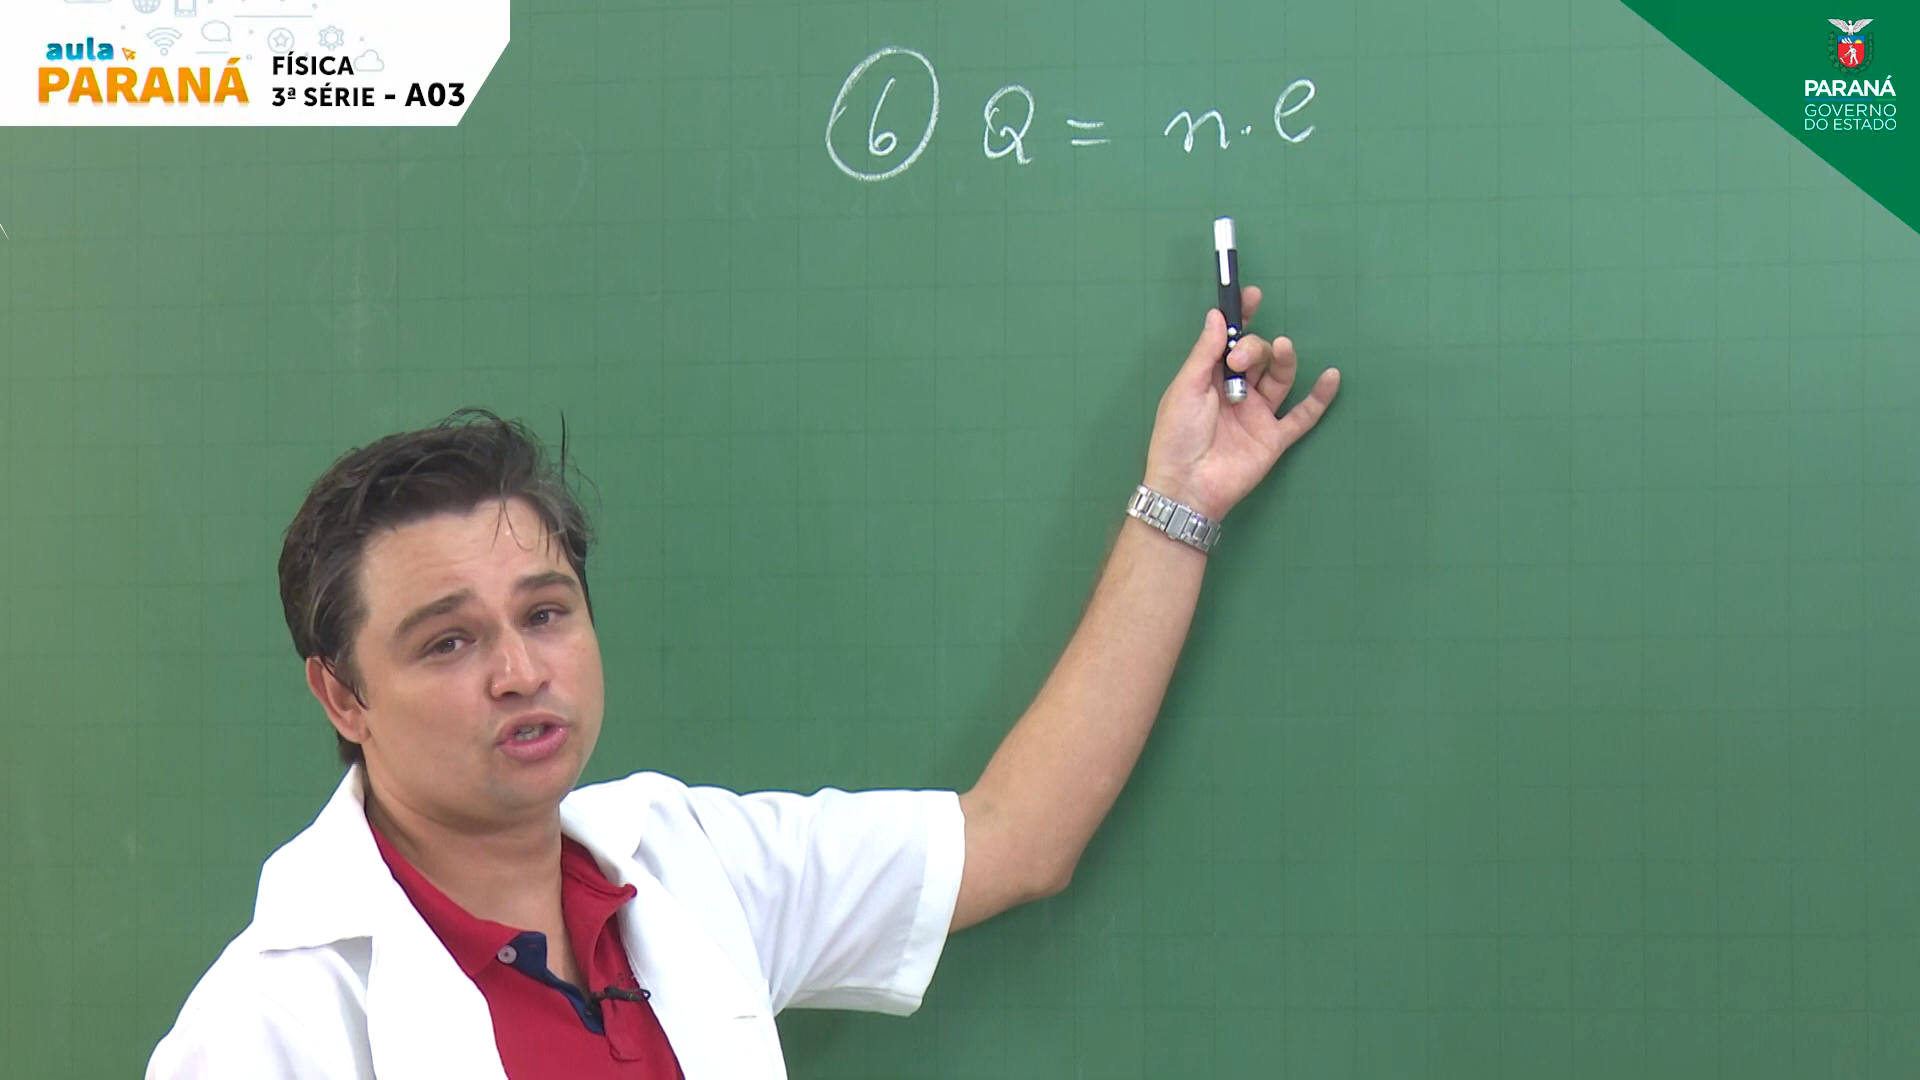 aula
PARANÁ
FÍSICA
3ª SÉRIE - A03
6 Q = n.e
PARANÁ
GOVERNO
DO ESTADO